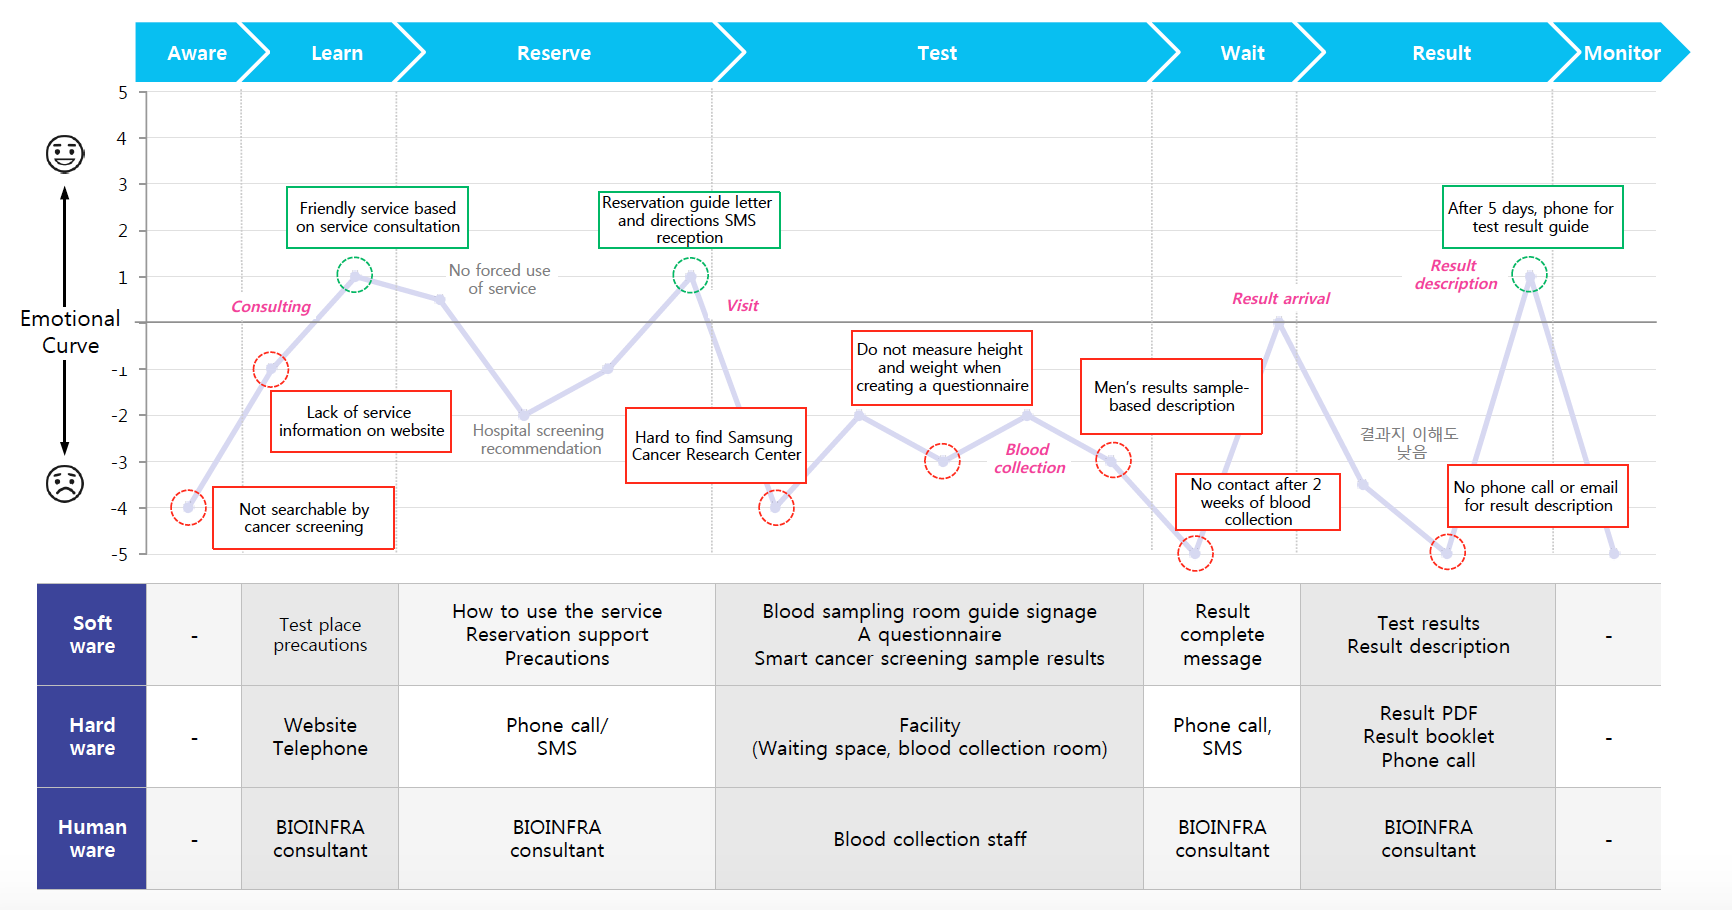 Aware
Learn
Reserve
Test
Wait
Result
Monitor
5
4
3
2
1
-1
-2
-3
-4
-5
Emotional
Curve
Friendly service based
on service consultation
Reservation guide letter
and directions SMS
reception
After 5 days, phone for
test result guide
No forced use
of service
Consulting
Visit
Result arrival
Result
description
Lack of service
information on website
Hospital screening
recommendation
Hard to find Samsung
Cancer Research Center
Do not measure height
and weight when
creating a questionnaire
Blood
collection
Men's results sample-
based description
결과지 이해도
낮음
Not searchable by
cancer screening
No contact after 2
weeks of blood
collection
No phone call or email
for result description
Soft
ware
-
Test place
precautions
How to use the service
Reservation support
Precautions
Blood sampling room guide signage
A questionnaire
Smart cancer screening sample results
Result
complete
message
Test results
Result description
-
Hard
ware
-
Website
Telephone
Phone call/
SMS
Facility
(Waiting space, blood collection room)
Phone call,
SMS
Result PDF
Result booklet
Phone call
-
Human
ware
-
BIOINFRA
consultant
BIOINFRA
consultant
Blood collection staff
BIOINFRA
consultant
BIOINFRA
consultant
-